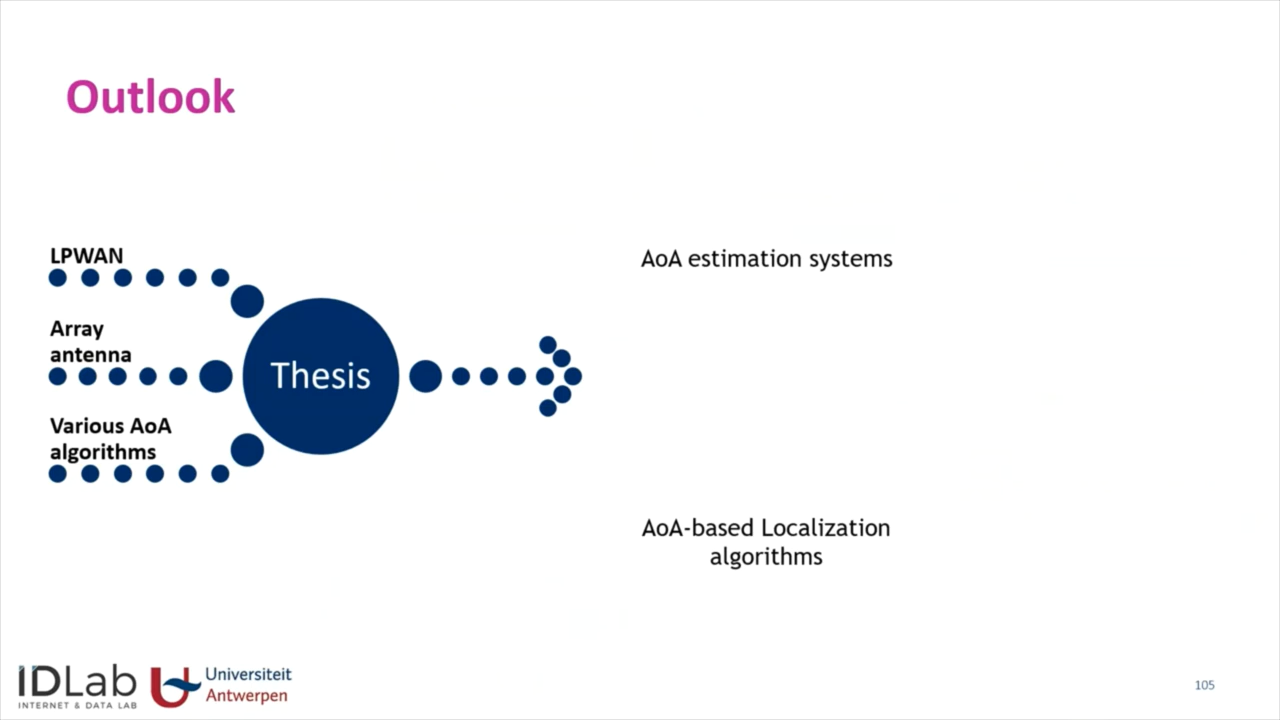 Outlook
LPWAN
Array
antenna
Various AoA
algorithms
Thesis
AoA estimation systems
AoA-based Localization
algorithms
IDLab
INTERNET & DATA LAB
Universiteit
Antwerpen
105